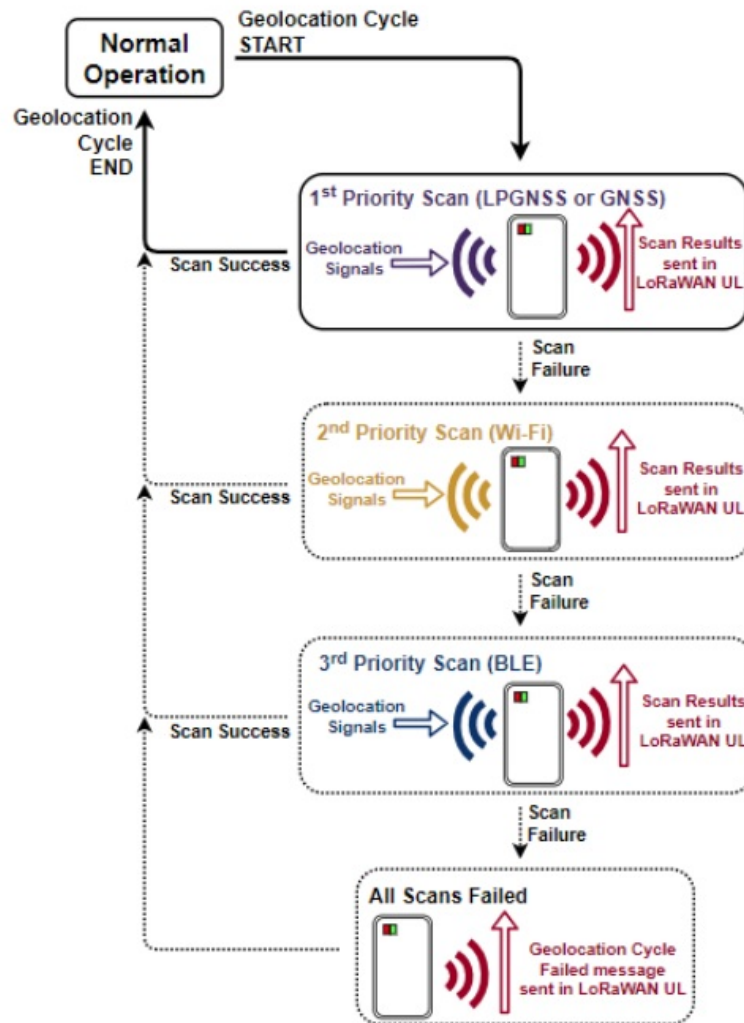 Normal
Operation
Geolocation Cycle
START
Geolocation
Cycle
END
1st Priority Scan (LPGNSS or GNSS)
Geolocation
Signals
Scan Results
sent in
LoRaWAN UL
Scan Success
Scan
Failure
2nd Priority Scan (Wi-Fi)
Geolocation
Signals
Scan Results
sent in
LoRaWAN UL
Scan Success
Scan
Failure
3rd Priority Scan (BLE)
Geolocation
Signals
Scan Results
sent in
LoRaWAN UL
Scan Success
Scan
Failure
All Scans Failed
Geolocation Cycle
Failed message
sent in LoRaWAN UL